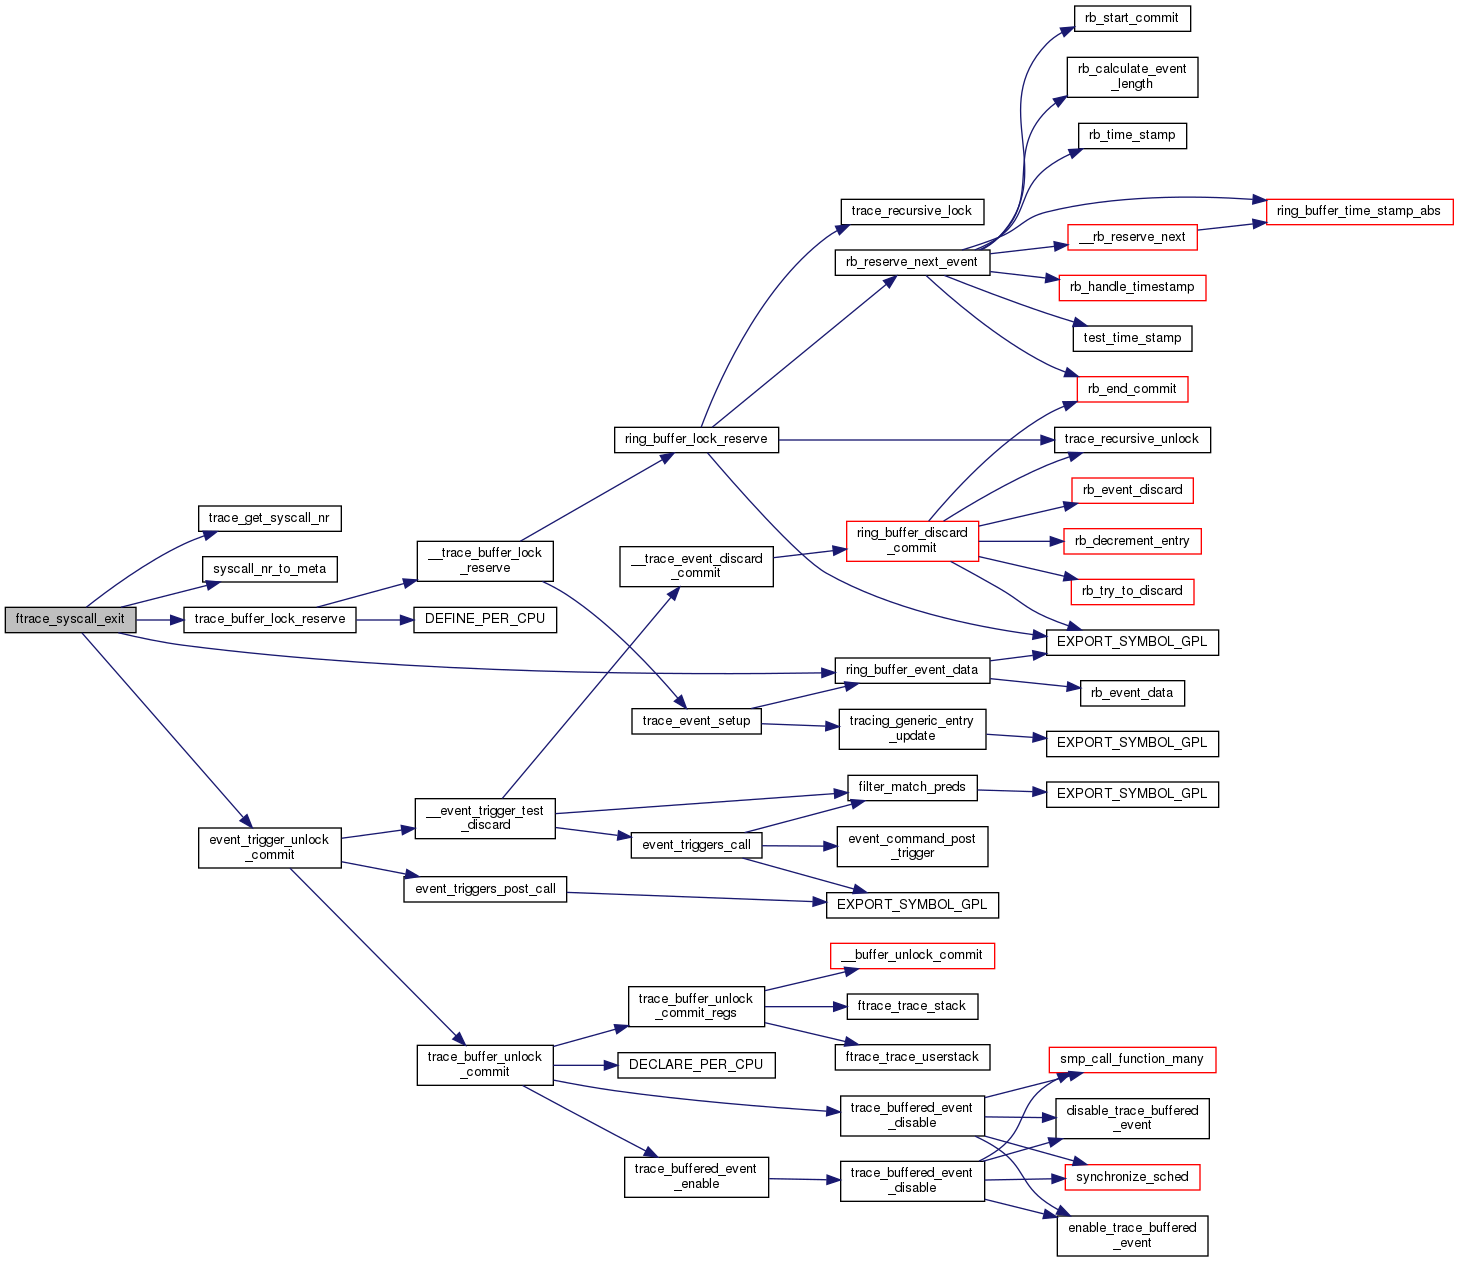 rb_start_commit
rb_calculate_event
_length
rb_time_stamp
trace_recursive_lock
ring_buffer_time_stamp_abs
__rb_reserve_next
rb_reserve_next_event
rb_handle_timestamp
test_time_stamp
rb_end_commit
ring_buffer_lock_reserve
trace_recursive_unlock
rb_event_discard
trace_get_syscall_nr
ring_buffer_discard
_commit
rb_decrement_entry
__trace_buffer_lock
_reserve
__trace_event_discard
_commit
syscall_nr_to_meta
rb_try_to_discard
ftrace_syscall_exit
trace_buffer_lock_reserve
DEFINE_PER_CPU
EXPORT_SYMBOL_GPL
ring_buffer_event_data
rb_event_data
trace_event_setup
tracing_generic_entry
_update
EXPORT_SYMBOL_GPL
filter_match_preds
EXPORT_SYMBOL_GPL
__event_trigger_test
_discard
event_trigger_unlock
_commit
event_triggers_call
event_command_post
_trigger
event_triggers_post_call
EXPORT_SYMBOL_GPL
__buffer_unlock_commit
trace_buffer_unlock
_commit_regs
ftrace_trace_stack
ftrace_trace_userstack
trace_buffer_unlock
_commit
DECLARE_PER_CPU
smp_call_function_many
trace_buffered_event
_disable
disable_trace_buffered
_event
trace_buffered_event
_enable
trace_buffered_event
_disable
synchronize_sched
enable_trace_buffered
_event